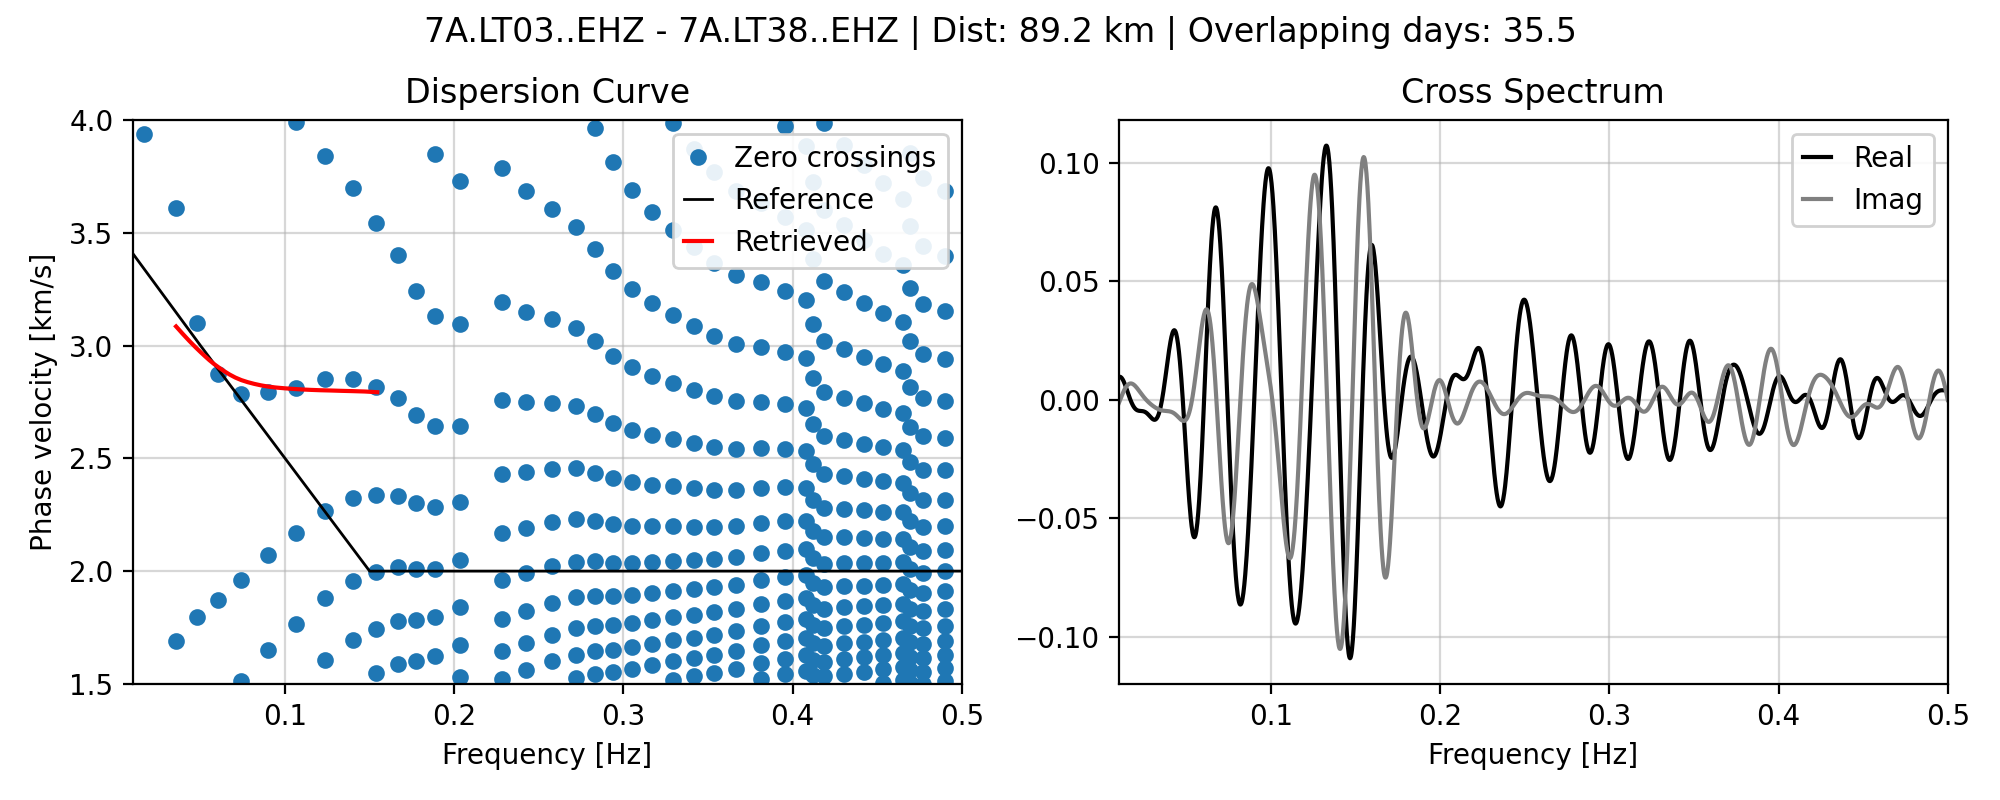 7A.LT03..EHZ - 7A.LT38..EHZ | Dist: 89.2 km | Overlapping days: 35.5
Dispersion Curve
Zero crossings
Reference
Retrieved
4.0
3.5
3.0
2.5
2.0
1.5
Phase velocity [km/s]
0.1 0.2 0.3 0.4 0.5
Frequency [Hz]
Cross Spectrum
Real
Imag
0.10
0.05
0.00
−0.05
−0.10
0.1 0.2 0.3 0.4 0.5
Frequency [Hz]